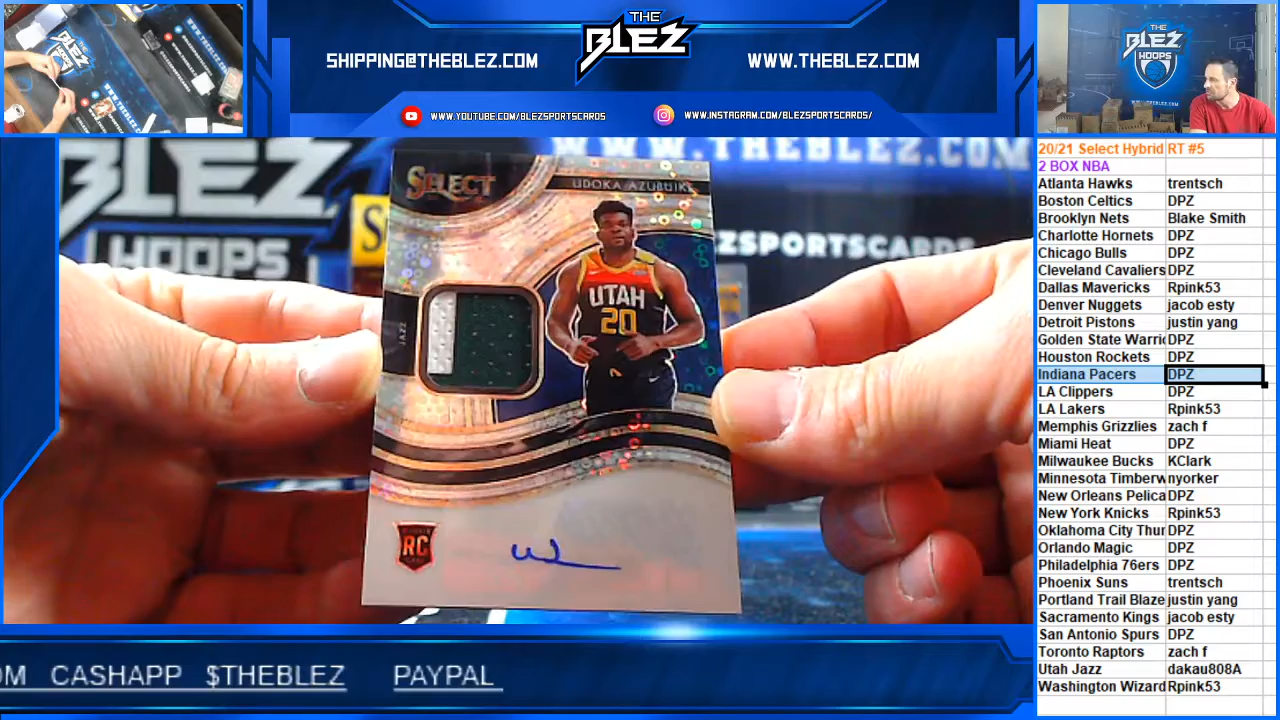 THE
BLEZ
SHIPPING@THEBLEZ.COM
WWW.THEBLEZ.COM
WWW.YOUTUBE.COM/BLEZSPORTSCARDS
WWW.INSTAGRAM.COM/BLEZSPORTSCARDS/
THE
BLEZ
HOOPS
WWW.THEBLEZ.COM
BLEZ
HOOPS
EZSPORTSCARDS
SELECT
UDOKA AZUBUIKE
UTAH
20
JAZZ
RC
20/21 Select Hybrid RT #5
2 BOX NBA
Atlanta Hawks trentsch
Boston Celtics DPZ
Brooklyn Nets Blake Smith
Charlotte Hornets DPZ
Chicago Bulls DPZ
Cleveland Cavaliers DPZ
Dallas Mavericks Rpink53
Denver Nuggets jacob esty
Detroit Pistons justin yang
Golden State Warric DPZ
Houston Rockets DPZ
Indiana Pacers DPZ
LA Clippers DPZ
LA Lakers Rpink53
Memphis Grizzlies zach f
Miami Heat DPZ
Milwaukee Bucks KClark
Minnesota Timberw nyorker
New Orleans Pelica DPZ
New York Knicks Rpink53
Oklahoma City Thur DPZ
Orlando Magic DPZ
Philadelphia 76ers DPZ
Phoenix Suns trentsch
Portland Trail Blaze justin yang
Sacramento Kings jacob esty
San Antonio Spurs DPZ
Toronto Raptors zach f
Utah Jazz dakau808A
Washington Wizard Rpink53
OM CASHAPP $THEBLEZ PAYPAL